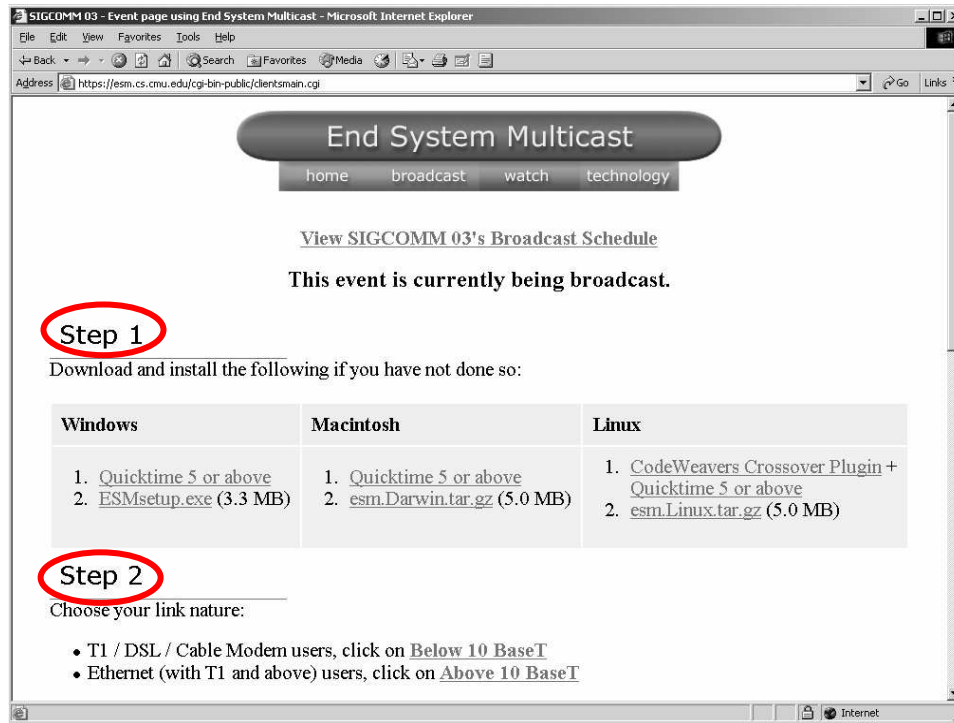 SIGCOMM 03 - Event page using End System Multicast - Microsoft Internet Explorer
File Edit View Favorites Tools Help
Back Search Favorites Media
Address https://esm.cs.cmu.edu/cgi-bin-public/clientsmain.cgi Go Links
End System Multicast
home broadcast watch technology
View SIGCOMM 03's Broadcast Schedule
This event is currently being broadcast.
Step 1
Download and install the following if you have not done so:
Windows Macintosh Linux
1. Quicktime 5 or above 1. Quicktime 5 or above 1. CodeWeavers Crossover Plugin +
Quicktime 5 or above
2. ESMsetup.exe (3.3 MB) 2. esm.Darwin.tar.gz (5.0 MB) 2. esm.Linux.tar.gz (5.0 MB)
Step 2
Choose your link nature:
• T1 / DSL / Cable Modem users, click on Below 10 BaseT
• Ethernet (with T1 and above) users, click on Above 10 BaseT
Internet